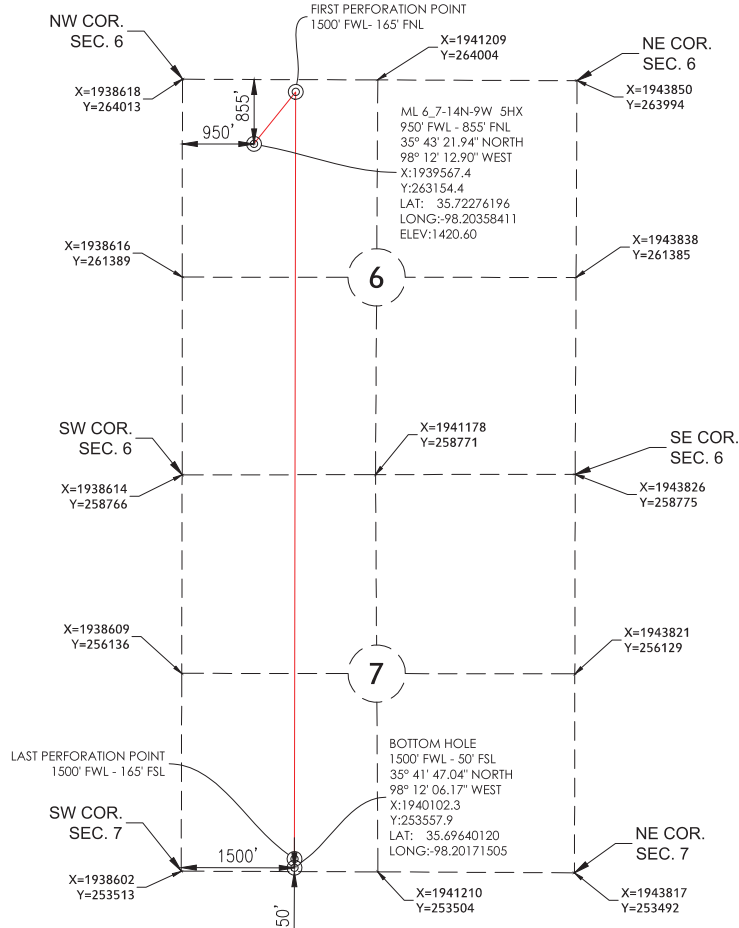 FIRST PERFORATION POINT
1500' FWL- 165' FNL
NW COR.
SEC. 6
X=1941209
Y=264004
NE COR.
SEC. 6
X=1938618
Y=264013
X=1943850
Y=263994
855'
950'
ML 6_7-14N-9W 5HX
950' FWL - 855' FNL
35° 43' 21.94" NORTH
98° 12' 12.90" WEST
X:1939567.4
Y:263154.4
LAT: 35.72276196
LONG:-98.20358411
ELEV:1420.60
X=1938616
Y=261389
X=1943838
Y=261385
6
SW COR.
SEC. 6
X=1941178
Y=258771
SE COR.
SEC. 6
X=1938614
Y=258766
X=1943826
Y=258775
X=1938609
Y=256136
X=1943821
Y=256129
7
LAST PERFORATION POINT
1500' FWL - 165' FSL
BOTTOM HOLE
1500' FWL - 50' FSL
35° 41' 47.04" NORTH
98° 12' 06.17" WEST
X:1940102.3
Y:253557.9
LAT: 35.69640120
LONG:-98.20171505
SW COR.
SEC. 7
1500'
NE COR.
SEC. 7
X=1938602
Y=253513
X=1941210
Y=253504
X=1943817
Y=253492
50'